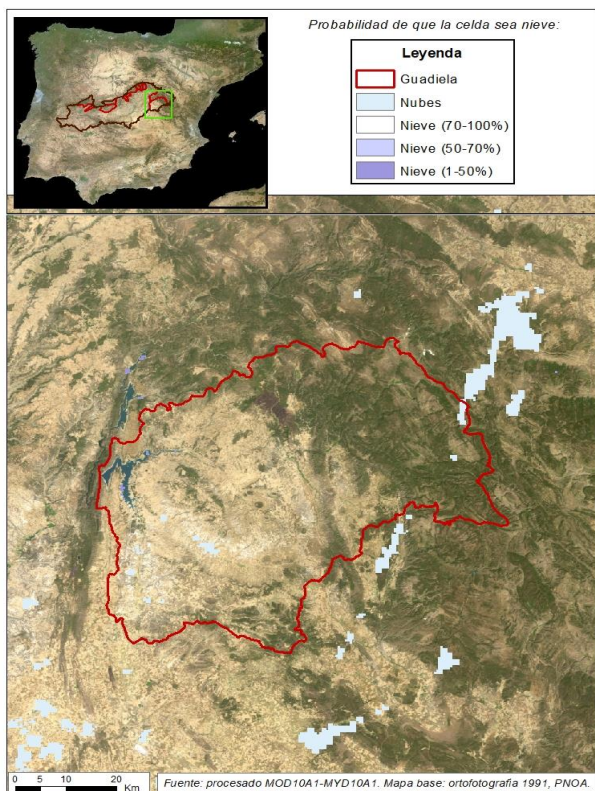 Probabilidad de que la celda sea nieve:
Leyenda
Guadiela
Nubes
Nieve (70-100%)
Nieve (50-70%)
Nieve (1-50%)
0 5 10 20
Km
Fuente: procesado MOD10A1-MYD10A1. Mapa base: ortofotografia 1991, PNOA.